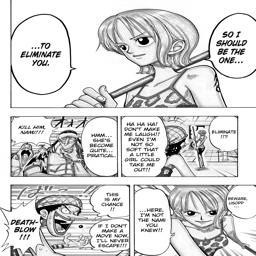 SO I
SHOULD
BE THE
ONE...
...TO
ELIMINATE
YOU.
ELIMINATE
!!?
HA HA HA!
DON'T MAKE
ME LAUGH!!
EVEN I'M
NOT SO
SOFT THAT
A LITTLE
GIRL COULD
TAKE ME
OUT!!
HMM...
SHE'S
BECOME
QUITE...
PRATICAL.
KILL HIM,
NAMI!!!
BEWARE,
USOPP
...HERE,
I'M NOT
THE NAMI
YOU
KNEW!!
THIS IS
MY
CHANCE
!!
IF I DON'T
MAKE A
MOVE NOW,
I'LL NEVER
ESCAPE!!!
DEATH-
BLOW
!!!